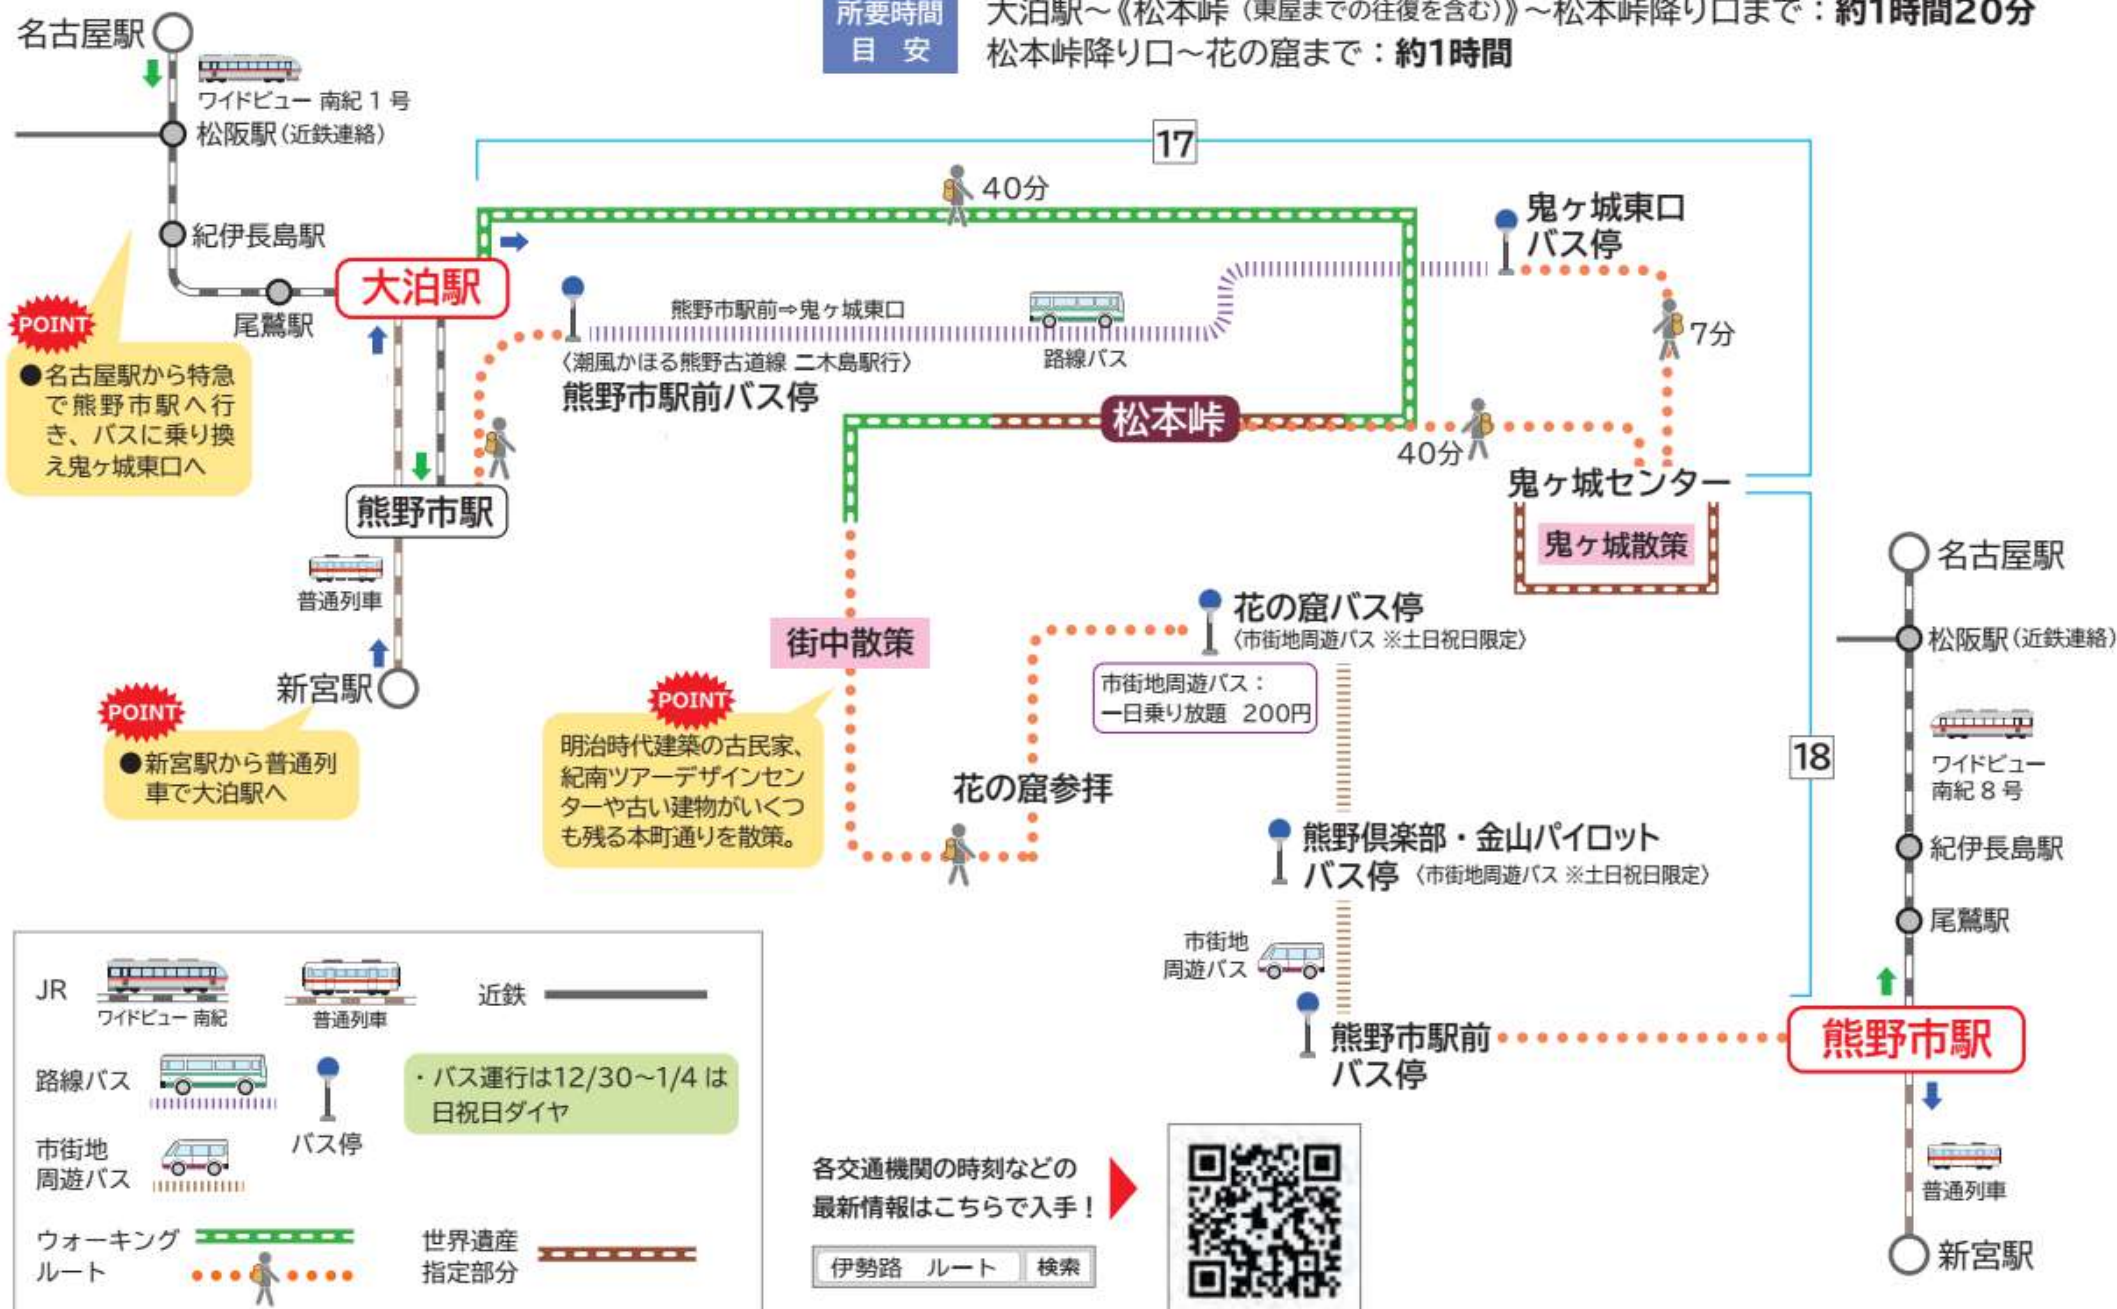 所要時間
目 安
大泊駅～《松本峠（東屋までの往復を含む）》～松本峠降り口まで：約1時間20分
松本峠降り口～花の窟まで：約1時間
名古屋駅
ワイドビュー 南紀 1 号
松阪駅（近鉄連絡）
紀伊長島駅
尾鷲駅
大泊駅
POINT
●名古屋駅から特急
で熊野市駅へ行
き、バスに乗り換
え鬼ヶ城東口へ
熊野市駅
普通列車
新宮駅
POINT
●新宮駅から普通列
車で大泊駅へ
17
40分
鬼ヶ城東口
バス停
熊野市駅前⇨鬼ヶ城東口
〈潮風かほる熊野古道線 二木島駅行〉
路線バス
熊野市駅前バス停
7分
松本峠
40分
鬼ヶ城センター
鬼ヶ城散策
街中散策
POINT
明治時代建築の古民家、
紀南ツアーデザインセン
ターや古い建物がいくつ
も残る本町通りを散策。
花の窟参拝
花の窟バス停
〈市街地周遊バス ※土日祝日限定〉
市街地周遊バス：
一日乗り放題 200円
熊野倶楽部・金山パイロット
バス停 〈市街地周遊バス ※土日祝日限定〉
市街地
周遊バス
熊野市駅前
バス停
18
名古屋駅
松阪駅（近鉄連絡）
ワイドビュー
南紀 8 号
紀伊長島駅
尾鷲駅
熊野市駅
普通列車
新宮駅
JR
ワイドビュー 南紀
普通列車
近鉄
路線バス
バス停
・バス運行は12/30～1/4 は
日祝日ダイヤ
市街地
周遊バス
ウォーキング
ルート
世界遺産
指定部分
各交通機関の時刻などの
最新情報はこちらで入手！
伊勢路 ルート 検索